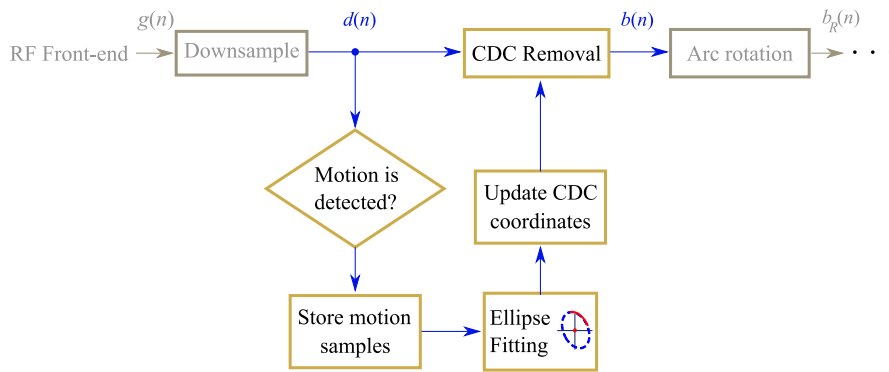 g(n)
d(n)
b(n)
b_R(n)
RF Front-end
Downsample
CDC Removal
Arc rotation
Motion is
detected?
Update CDC
coordinates
Store motion
samples
Ellipse
Fitting